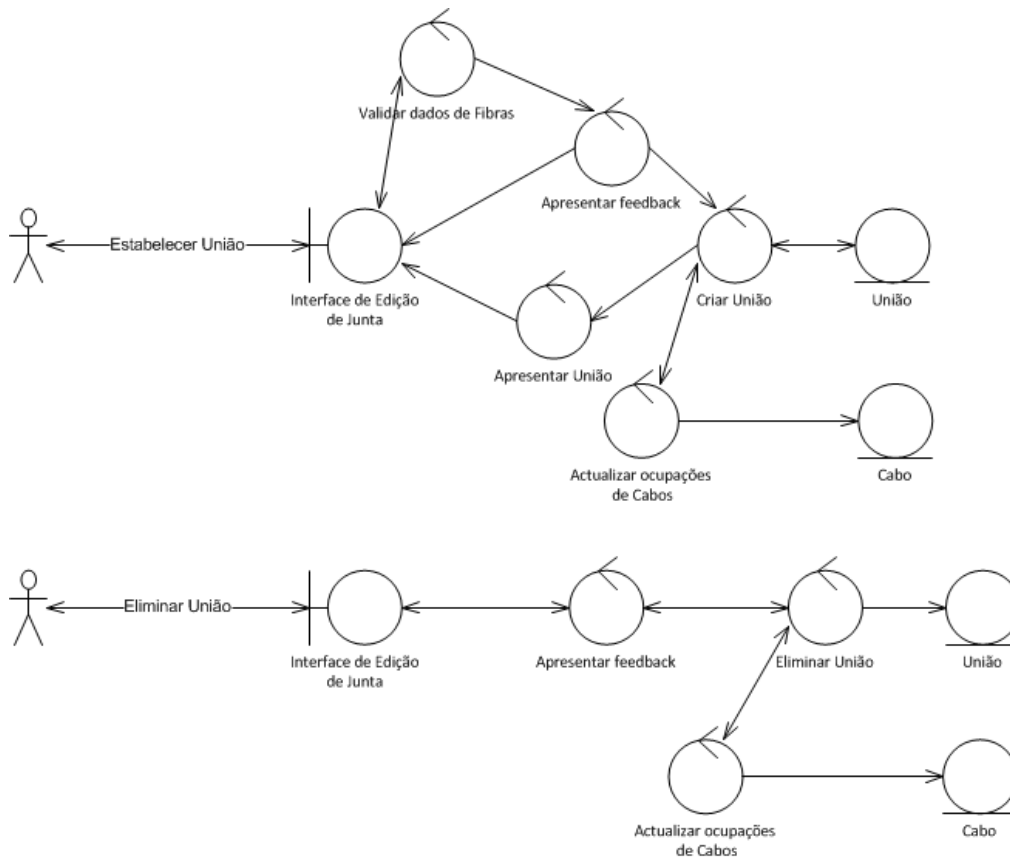 Validar dados de Fibras
Apresentar feedback
Estabelecer União
Interface de Edição
de Junta
Criar União
União
Apresentar União
Actualizar ocupações
de Cabos
Cabo
Eliminar União
Interface de Edição
de Junta
Apresentar feedback
Eliminar União
União
Actualizar ocupações
de Cabos
Cabo